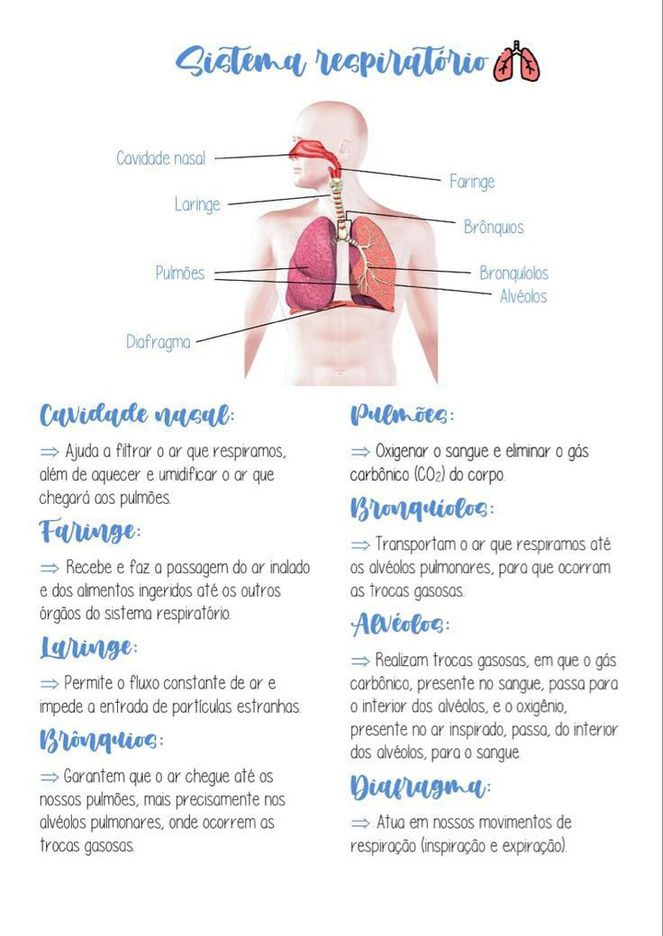 Sistema respiratório
Cavidade nasal
Faringe
Laringe
Brônquios
Pulmões
Bronquíolos
Alvéolos
Diafragma
Cavidade nasal:
⇒ Ajuda a filtrar o ar que respiramos,
além de aquecer e umidificar o ar que
chegará aos pulmões.
Faringe:
⇒ Recebe e faz a passagem do ar inalado
e dos alimentos ingeridos até os outros
órgãos do sistema respiratório.
Laringe:
⇒ Permite o fluxo constante de ar e
impede a entrada de partículas estranhas.
Brônquios:
⇒ Garantem que o ar chegue até os
nossos pulmões, mais precisamente nos
alvéolos pulmonares, onde ocorrem as
trocas gasosas.
Pulmões:
⇒ Oxigenar o sangue e eliminar o gás
carbônico (CO₂) do corpo.
Bronquíolos:
⇒ Transportam o ar que respiramos até
os alvéolos pulmonares, para que ocorram
as trocas gasosas.
Alvéolos:
⇒ Realizam trocas gasosas, em que o gás
carbônico, presente no sangue, passa para
o interior dos alvéolos, e o oxigênio,
presente no ar inspirado, passa, do interior
dos alvéolos, para o sangue.
Diafragma:
⇒ Atua em nossos movimentos de
respiração (inspiração e expiração).